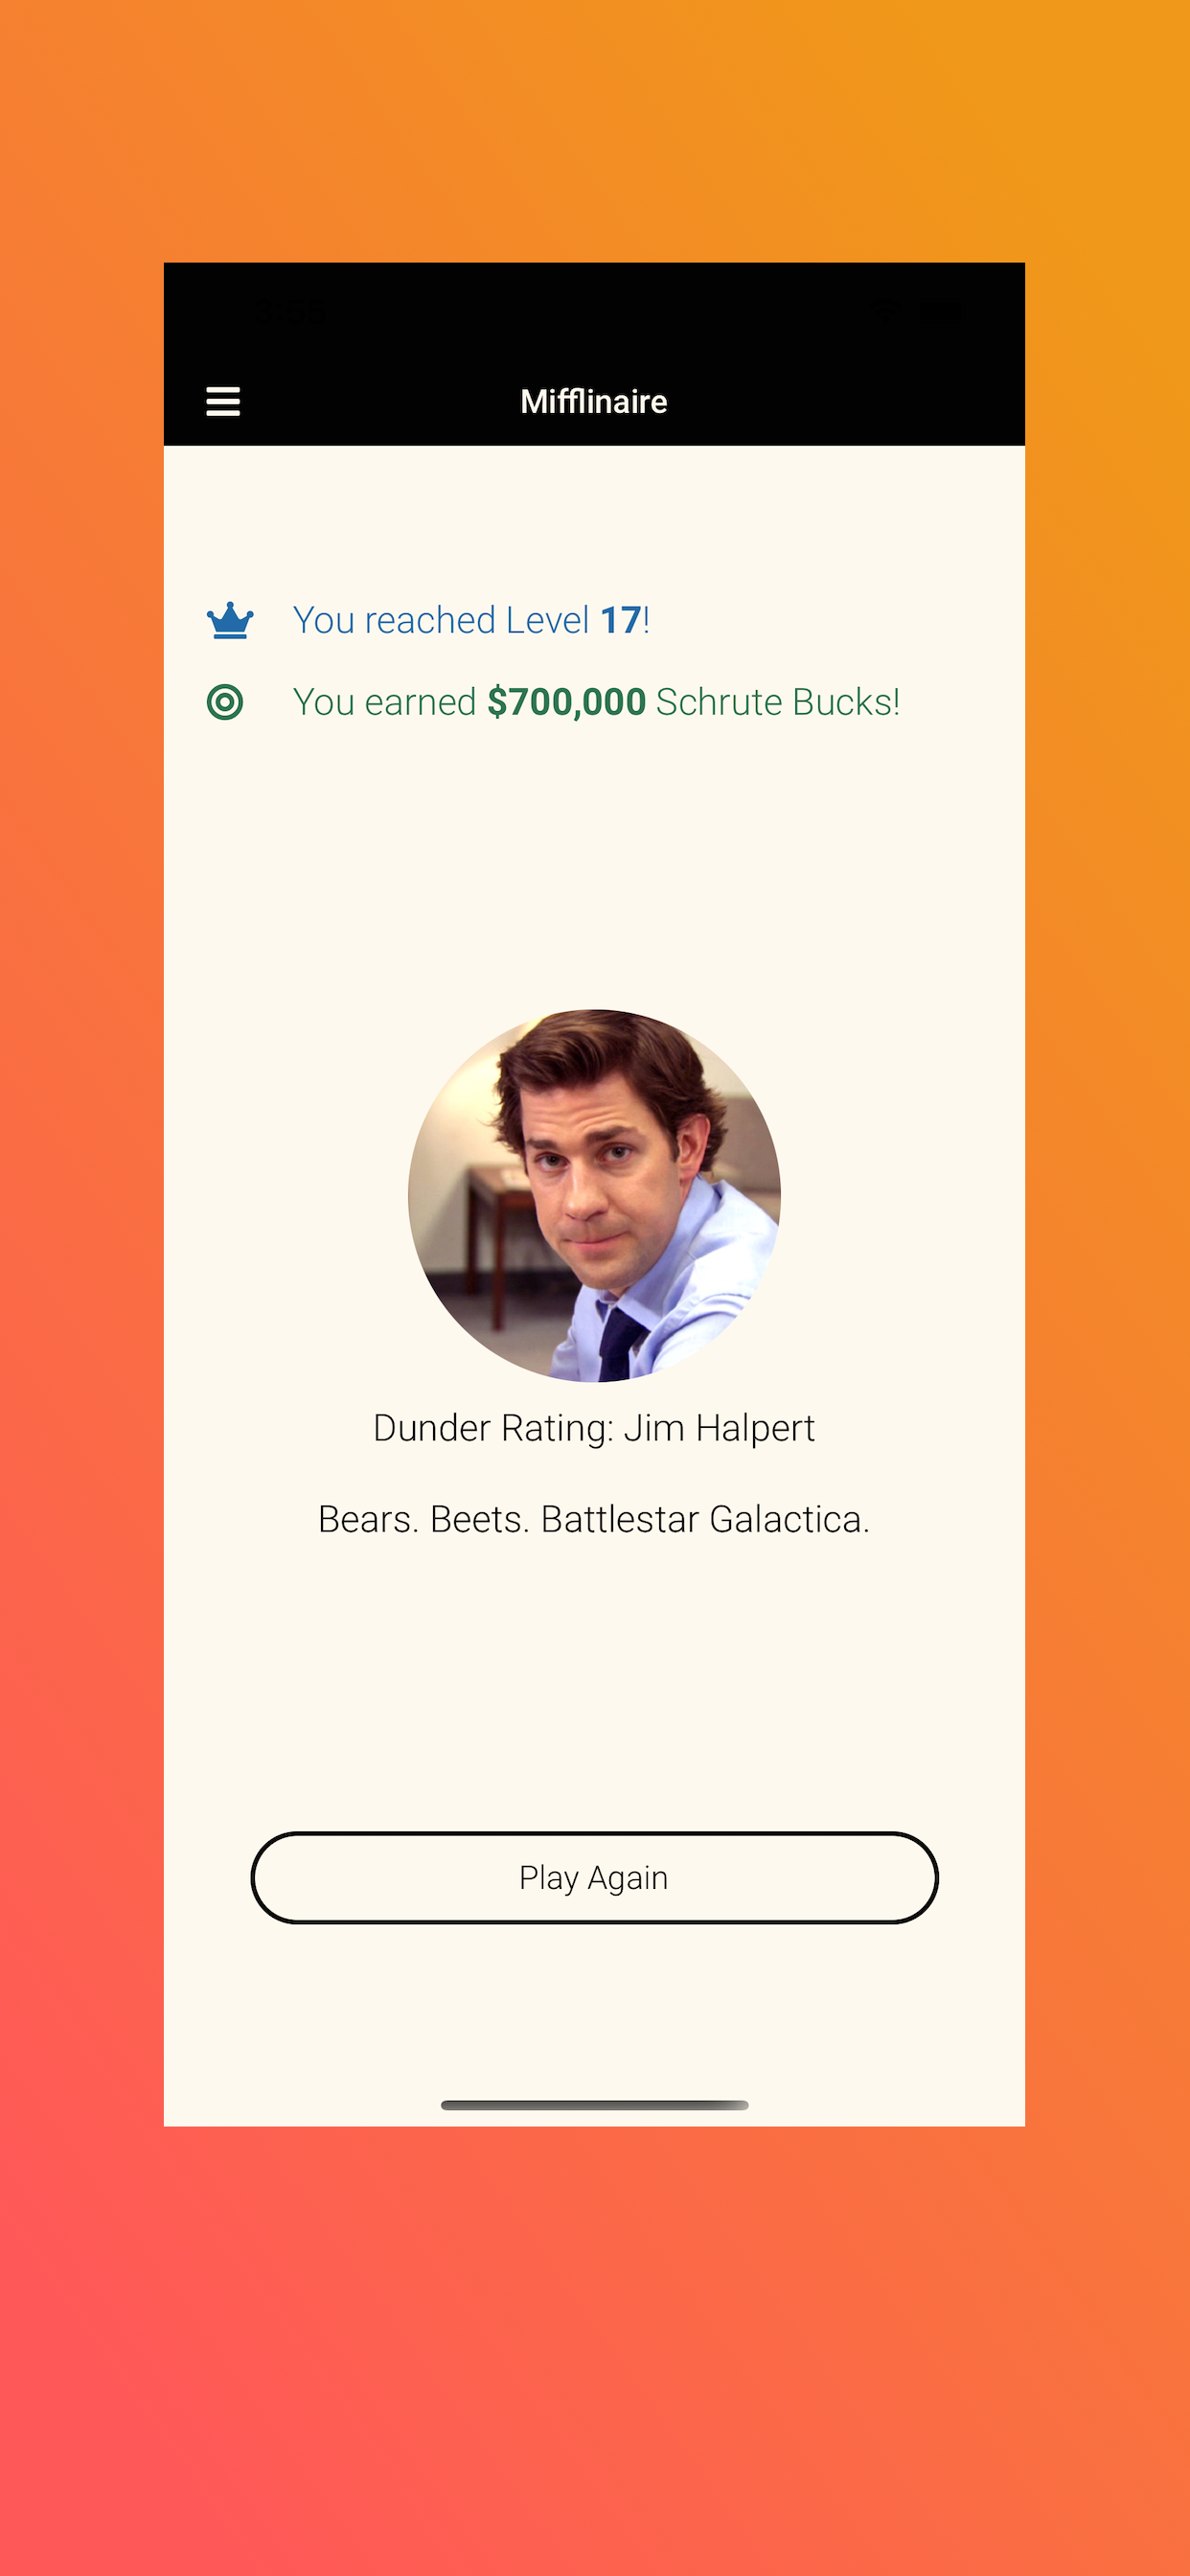 Mifflinaire
You reached Level 17!
You earned $700,000 Schrute Bucks!
Dunder Rating: Jim Halpert
Bears. Beets. Battlestar Galactica.
Play Again